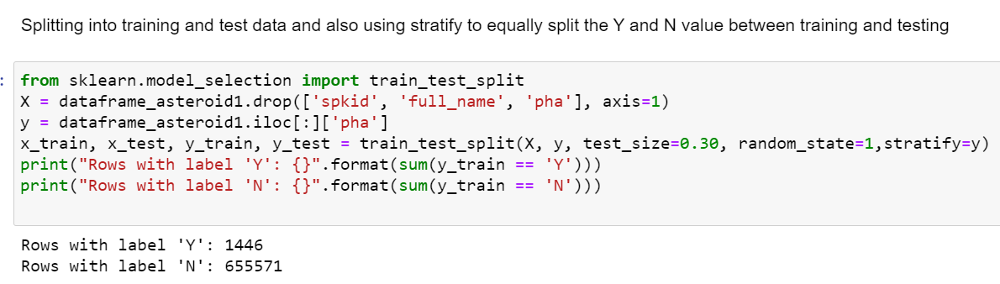 Splitting into training and test data and also using stratify to equally split the Y and N value between training and testing
: from sklearn.model_selection import train_test_split
X = dataframe_asteroid1.drop(['spkid', 'full_name', 'pha'], axis=1)
y = dataframe_asteroid1.iloc[:]['pha']
x_train, x_test, y_train, y_test = train_test_split(X, y, test_size=0.30, random_state=1,stratify=y)
print("Rows with label 'Y': {}".format(sum(y_train == 'Y')))
print("Rows with label 'N': {}".format(sum(y_train == 'N')))
Rows with label 'Y': 1446
Rows with label 'N': 655571